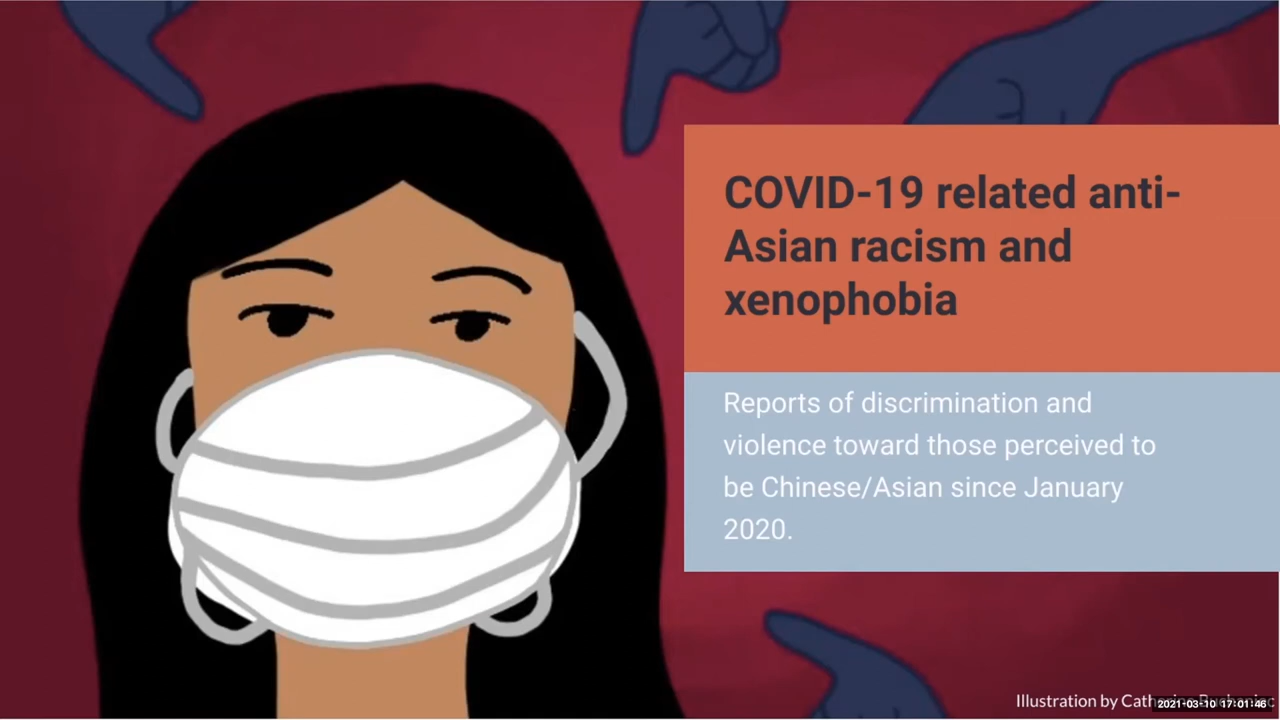 COVID-19 related anti-
Asian racism and
xenophobia
Reports of discrimination and
violence toward those perceived to
be Chinese/Asian since January
2020.
Illustration by
2021-03-10 17:01:46